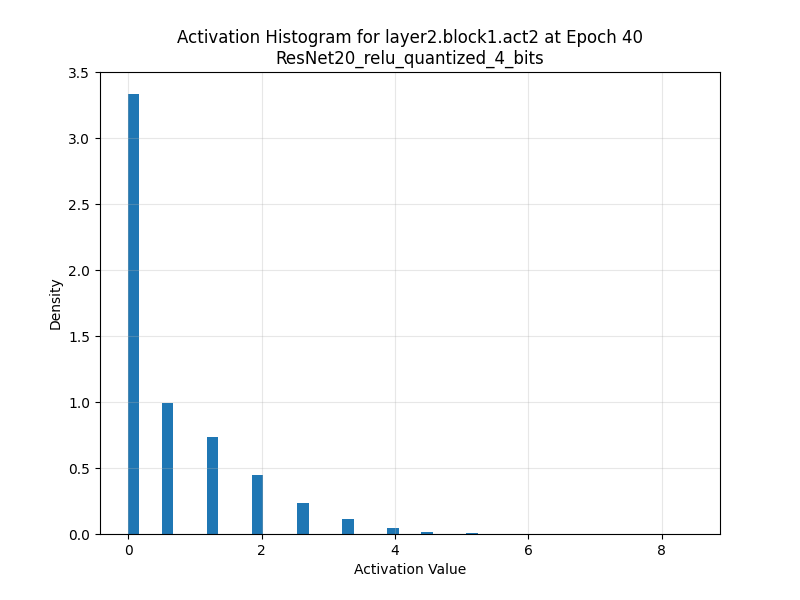 Activation Histogram for layer2.block1.act2 at Epoch 40
ResNet20_relu_quantized_4_bits
3.5
3.0
2.5
2.0
1.5
1.0
0.5
0.0
Density
0 2 4 6 8
Activation Value